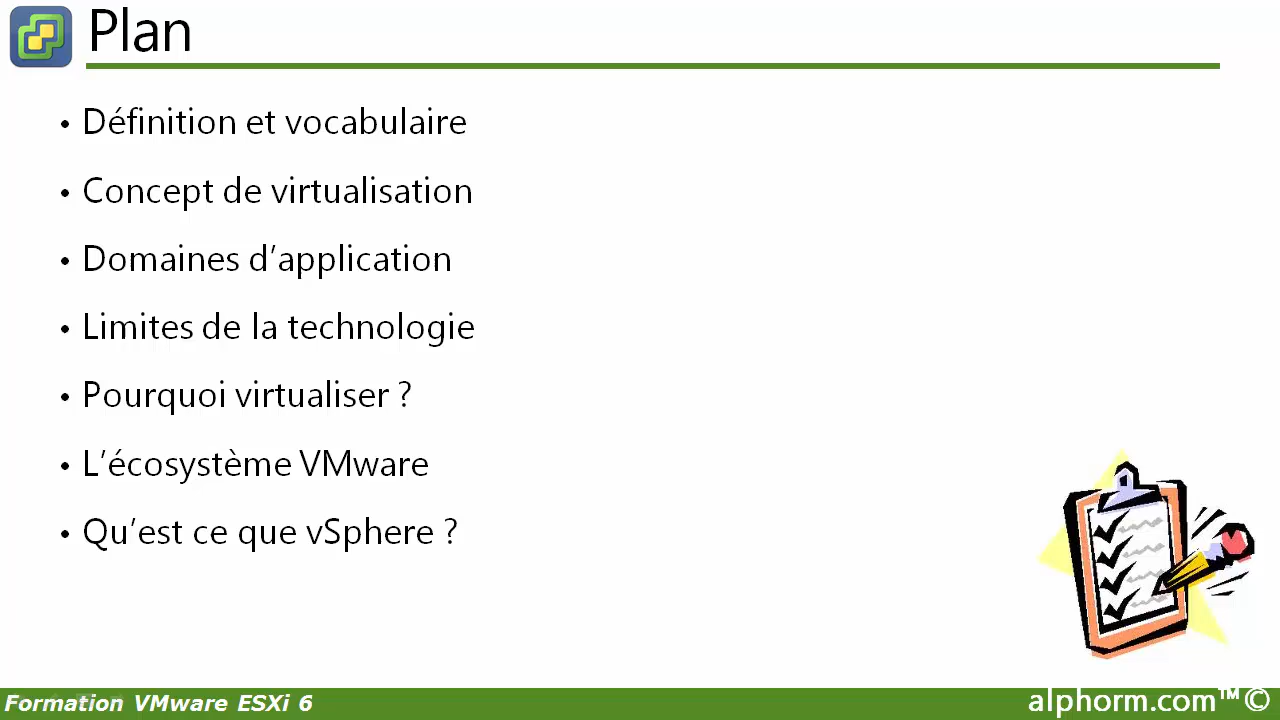 Plan
• Définition et vocabulaire
• Concept de virtualisation
• Domaines d’application
• Limites de la technologie
• Pourquoi virtualiser ?
• L’écosystème VMware
• Qu’est ce que vSphere ?
Formation VMware ESXi 6
alphorm.com™©